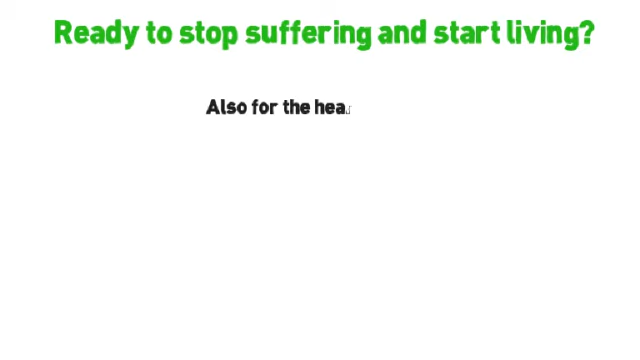 Ready to stop suffering and start living?
Also for the hea